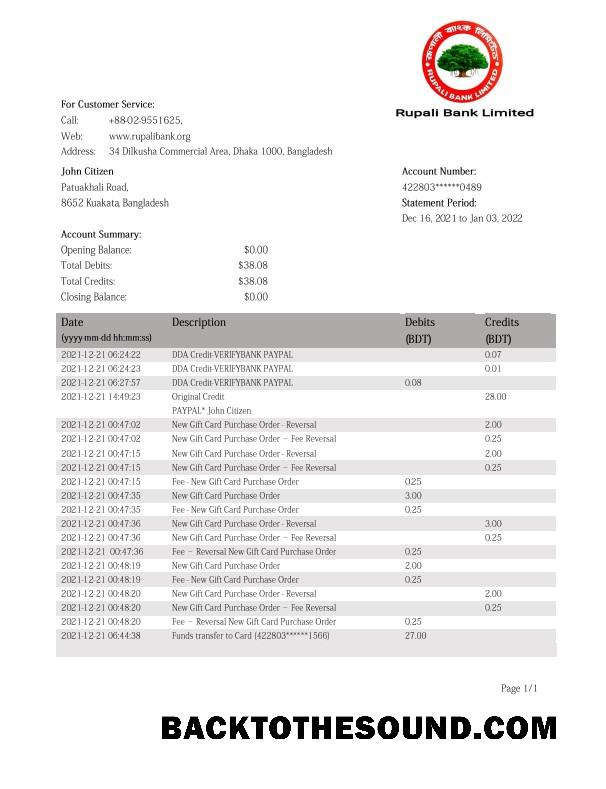 রূপালী ব্যাংক লিমিটেড
RUPALI BANK LIMITED
Rupali Bank Limited
For Customer Service:
Call: +88-02-9551625,
Web: www.rupalibank.org
Address: 34 Dilkusha Commercial Area, Dhaka 1000, Bangladesh
John Citizen
Patuakhali Road,
8652 Kuakata, Bangladesh
Account Number:
422803******0489
Statement Period:
Dec 16, 2021 to Jan 03, 2022
Account Summary:
Opening Balance: $0.00
Total Debits: $38.08
Total Credits: $38.08
Closing Balance: $0.00
Date Description Debits Credits
(yyyy-mm-dd hh:mm:ss) (BDT) (BDT)
2021-12-21 06:24:22 DDA Credit-VERIFYBANK PAYPAL 0.07
2021-12-21 06:24:23 DDA Credit-VERIFYBANK PAYPAL 0.01
2021-12-21 06:27:57 DDA Credit-VERIFYBANK PAYPAL 0.08
2021-12-21 14:49:23 Original Credit 28.00
PAYPAL* John Citizen
2021-12-21 00:47:02 New Gift Card Purchase Order - Reversal 2.00
2021-12-21 00:47:02 New Gift Card Purchase Order – Fee Reversal 0.25
2021-12-21 00:47:15 New Gift Card Purchase Order - Reversal 2.00
2021-12-21 00:47:15 New Gift Card Purchase Order – Fee Reversal 0.25
2021-12-21 00:47:15 Fee - New Gift Card Purchase Order 0.25
2021-12-21 00:47:35 New Gift Card Purchase Order 3.00
2021-12-21 00:47:35 Fee - New Gift Card Purchase Order 0.25
2021-12-21 00:47:36 New Gift Card Purchase Order - Reversal 3.00
2021-12-21 00:47:36 New Gift Card Purchase Order – Fee Reversal 0.25
2021-12-21 00:47:36 Fee – Reversal New Gift Card Purchase Order 0.25
2021-12-21 00:48:19 New Gift Card Purchase Order 2.00
2021-12-21 00:48:19 Fee - New Gift Card Purchase Order 0.25
2021-12-21 00:48:20 New Gift Card Purchase Order - Reversal 2.00
2021-12-21 00:48:20 New Gift Card Purchase Order – Fee Reversal 0.25
2021-12-21 00:48:20 Fee – Reversal New Gift Card Purchase Order 0.25
2021-12-21 06:44:38 Funds transfer to Card (422803******1566) 27.00
Page 1/1
BACKTOTHESOUND.COM